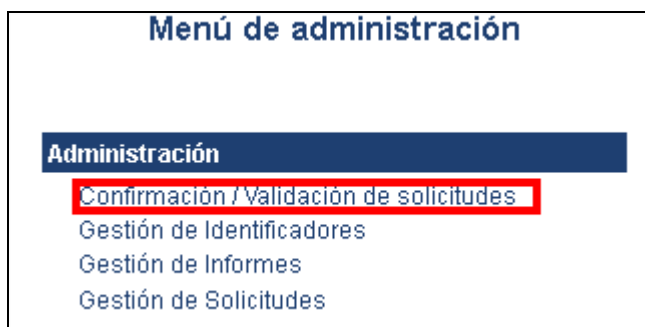 Menú de administración
Administración
Confirmación / Validación de solicitudes
Gestión de Identificadores
Gestión de Informes
Gestión de Solicitudes